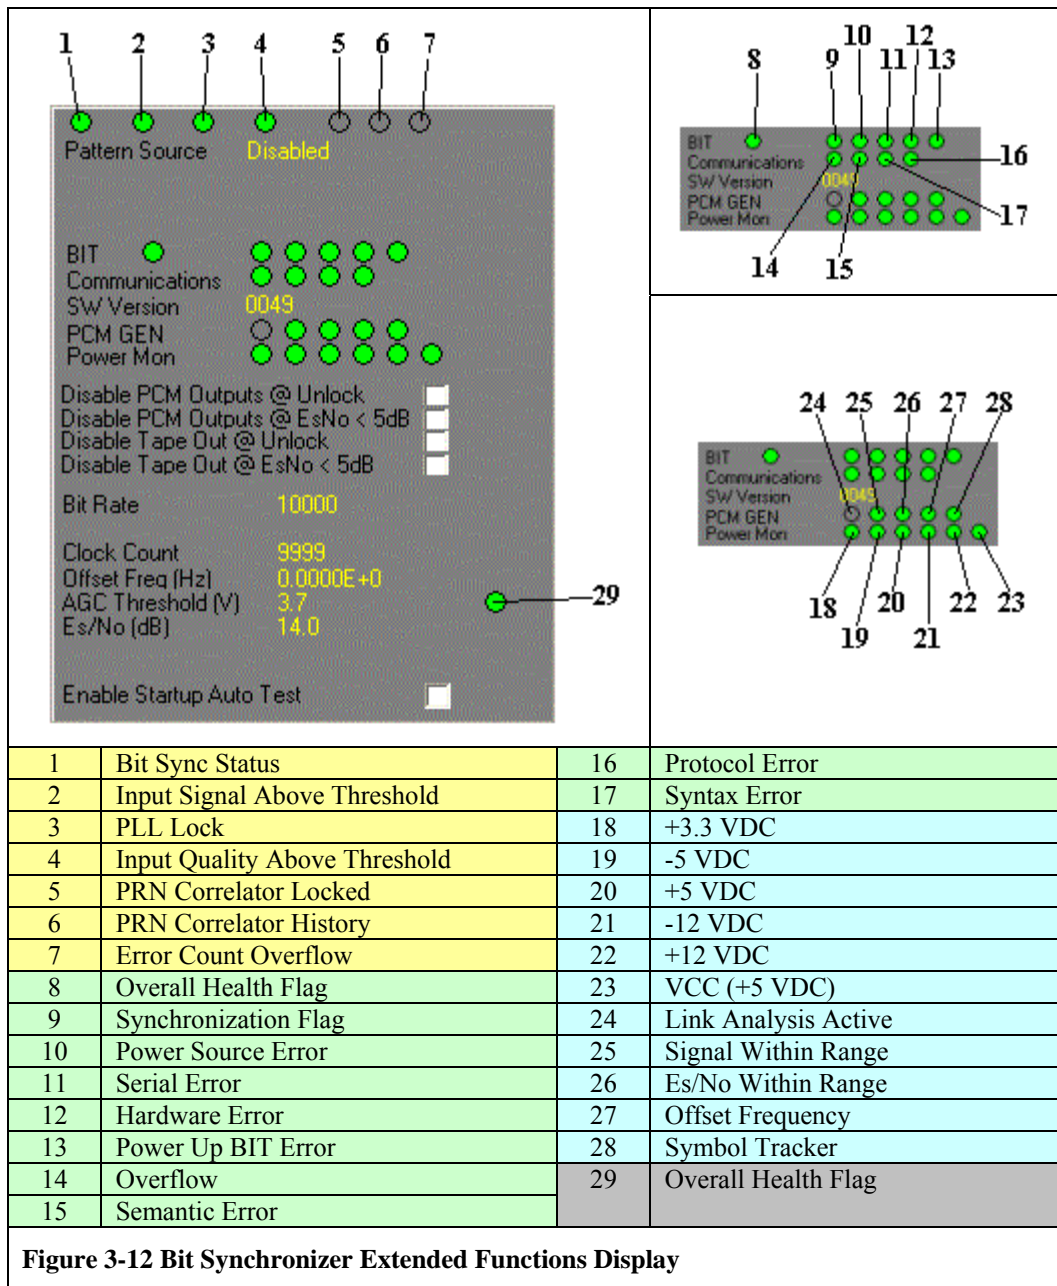 1 2 3 4 5 6 7
Pattern Source Disabled
BIT
Communications
SW Version 0049
PCM GEN
Power Mon
Disable PCM Outputs @ Unlock
Disable PCM Outputs @ EsNo < 5dB
Disable Tape Out @ Unlock
Disable Tape Out @ EsNo < 5dB
Bit Rate 10000
Clock Count 9999
Offset Freq (Hz) 0.0000E+0
AGC Threshold (V) 3.7
29
Es/No (dB) 14.0
Enable Startup Auto Test
8 9 10 11 12 13
BIT
Communications
16
SW Version 0049
PCM GEN
Power Mon
17
14 15
24 25 26 27 28
BIT
Communications
SW Version 0049
PCM GEN
Power Mon
18 19 20 21 22 23
1 Bit Sync Status 16 Protocol Error
2 Input Signal Above Threshold 17 Syntax Error
3 PLL Lock 18 +3.3 VDC
4 Input Quality Above Threshold 19 -5 VDC
5 PRN Correlator Locked 20 +5 VDC
6 PRN Correlator History 21 -12 VDC
7 Error Count Overflow 22 +12 VDC
8 Overall Health Flag 23 VCC (+5 VDC)
9 Synchronization Flag 24 Link Analysis Active
10 Power Source Error 25 Signal Within Range
11 Serial Error 26 Es/No Within Range
12 Hardware Error 27 Offset Frequency
13 Power Up BIT Error 28 Symbol Tracker
14 Overflow 29 Overall Health Flag
15 Semantic Error
Figure 3-12 Bit Synchronizer Extended Functions Display